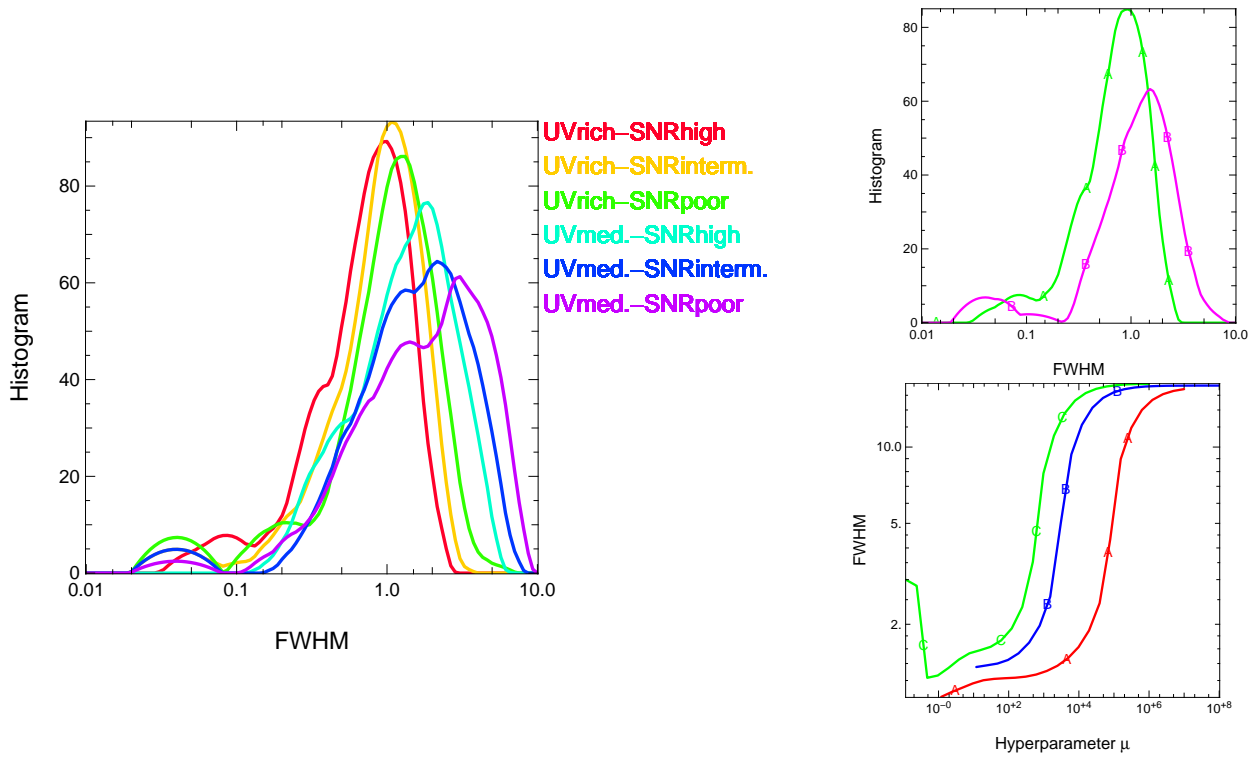 80
60
40
20
0
0.01
0.1
1.0
10.0
Histogram
FWHM
UVrich−SNRhigh
UVrich−SNRinterm.
UVrich−SNRpoor
UVmed.−SNRhigh
UVmed.−SNRinterm.
UVmed.−SNRpoor
80
60
40
20
0
0.01
0.1
1.0
10.0
Histogram
FWHM
A
A
A
A
A
A
A
B
B
B
B
B
10.0
5.
2.
FWHM
10−0
10+2
10+4
10+6
10+8
Hyperparameter μ
C
C
C
C
B
B
B
A
A
A
A